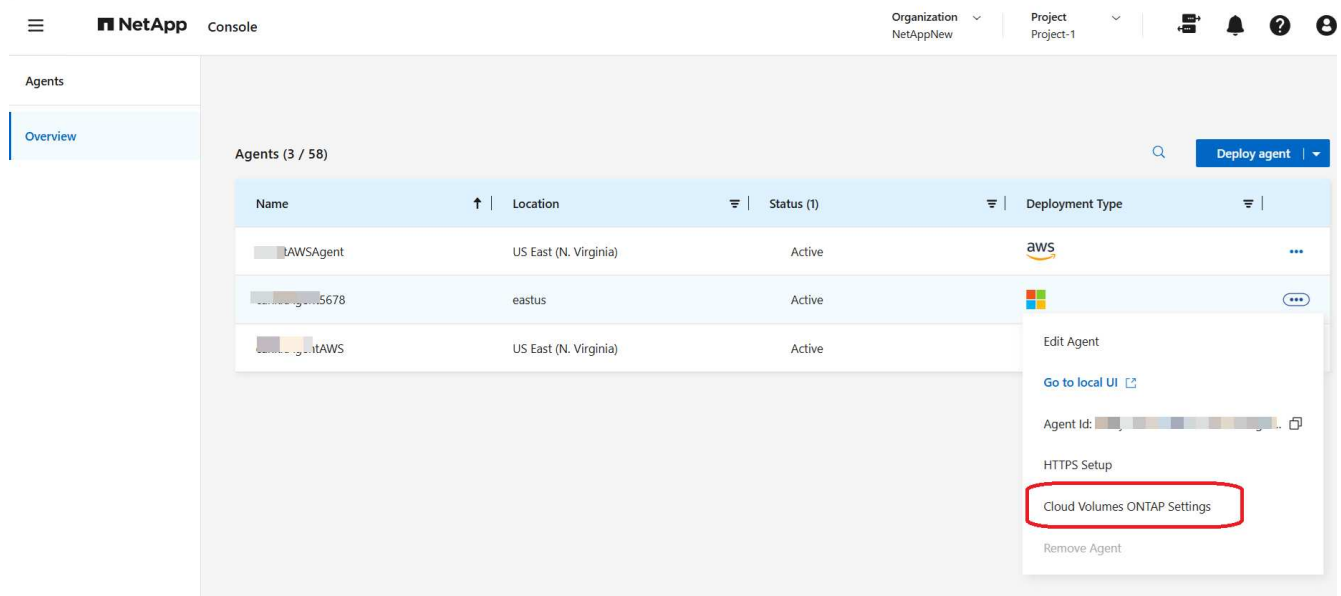 NetApp Console
Organization
NetAppNew
Project
Project-1
Agents
Overview
Agents (3 / 58)
Deploy agent
Name Location Status (1) Deployment Type
tAWSAgent US East (N. Virginia) Active aws
5678 eastus Active
ntAWS US East (N. Virginia) Active
Edit Agent
Go to local UI
Agent Id:
HTTPS Setup
Cloud Volumes ONTAP Settings
Remove Agent